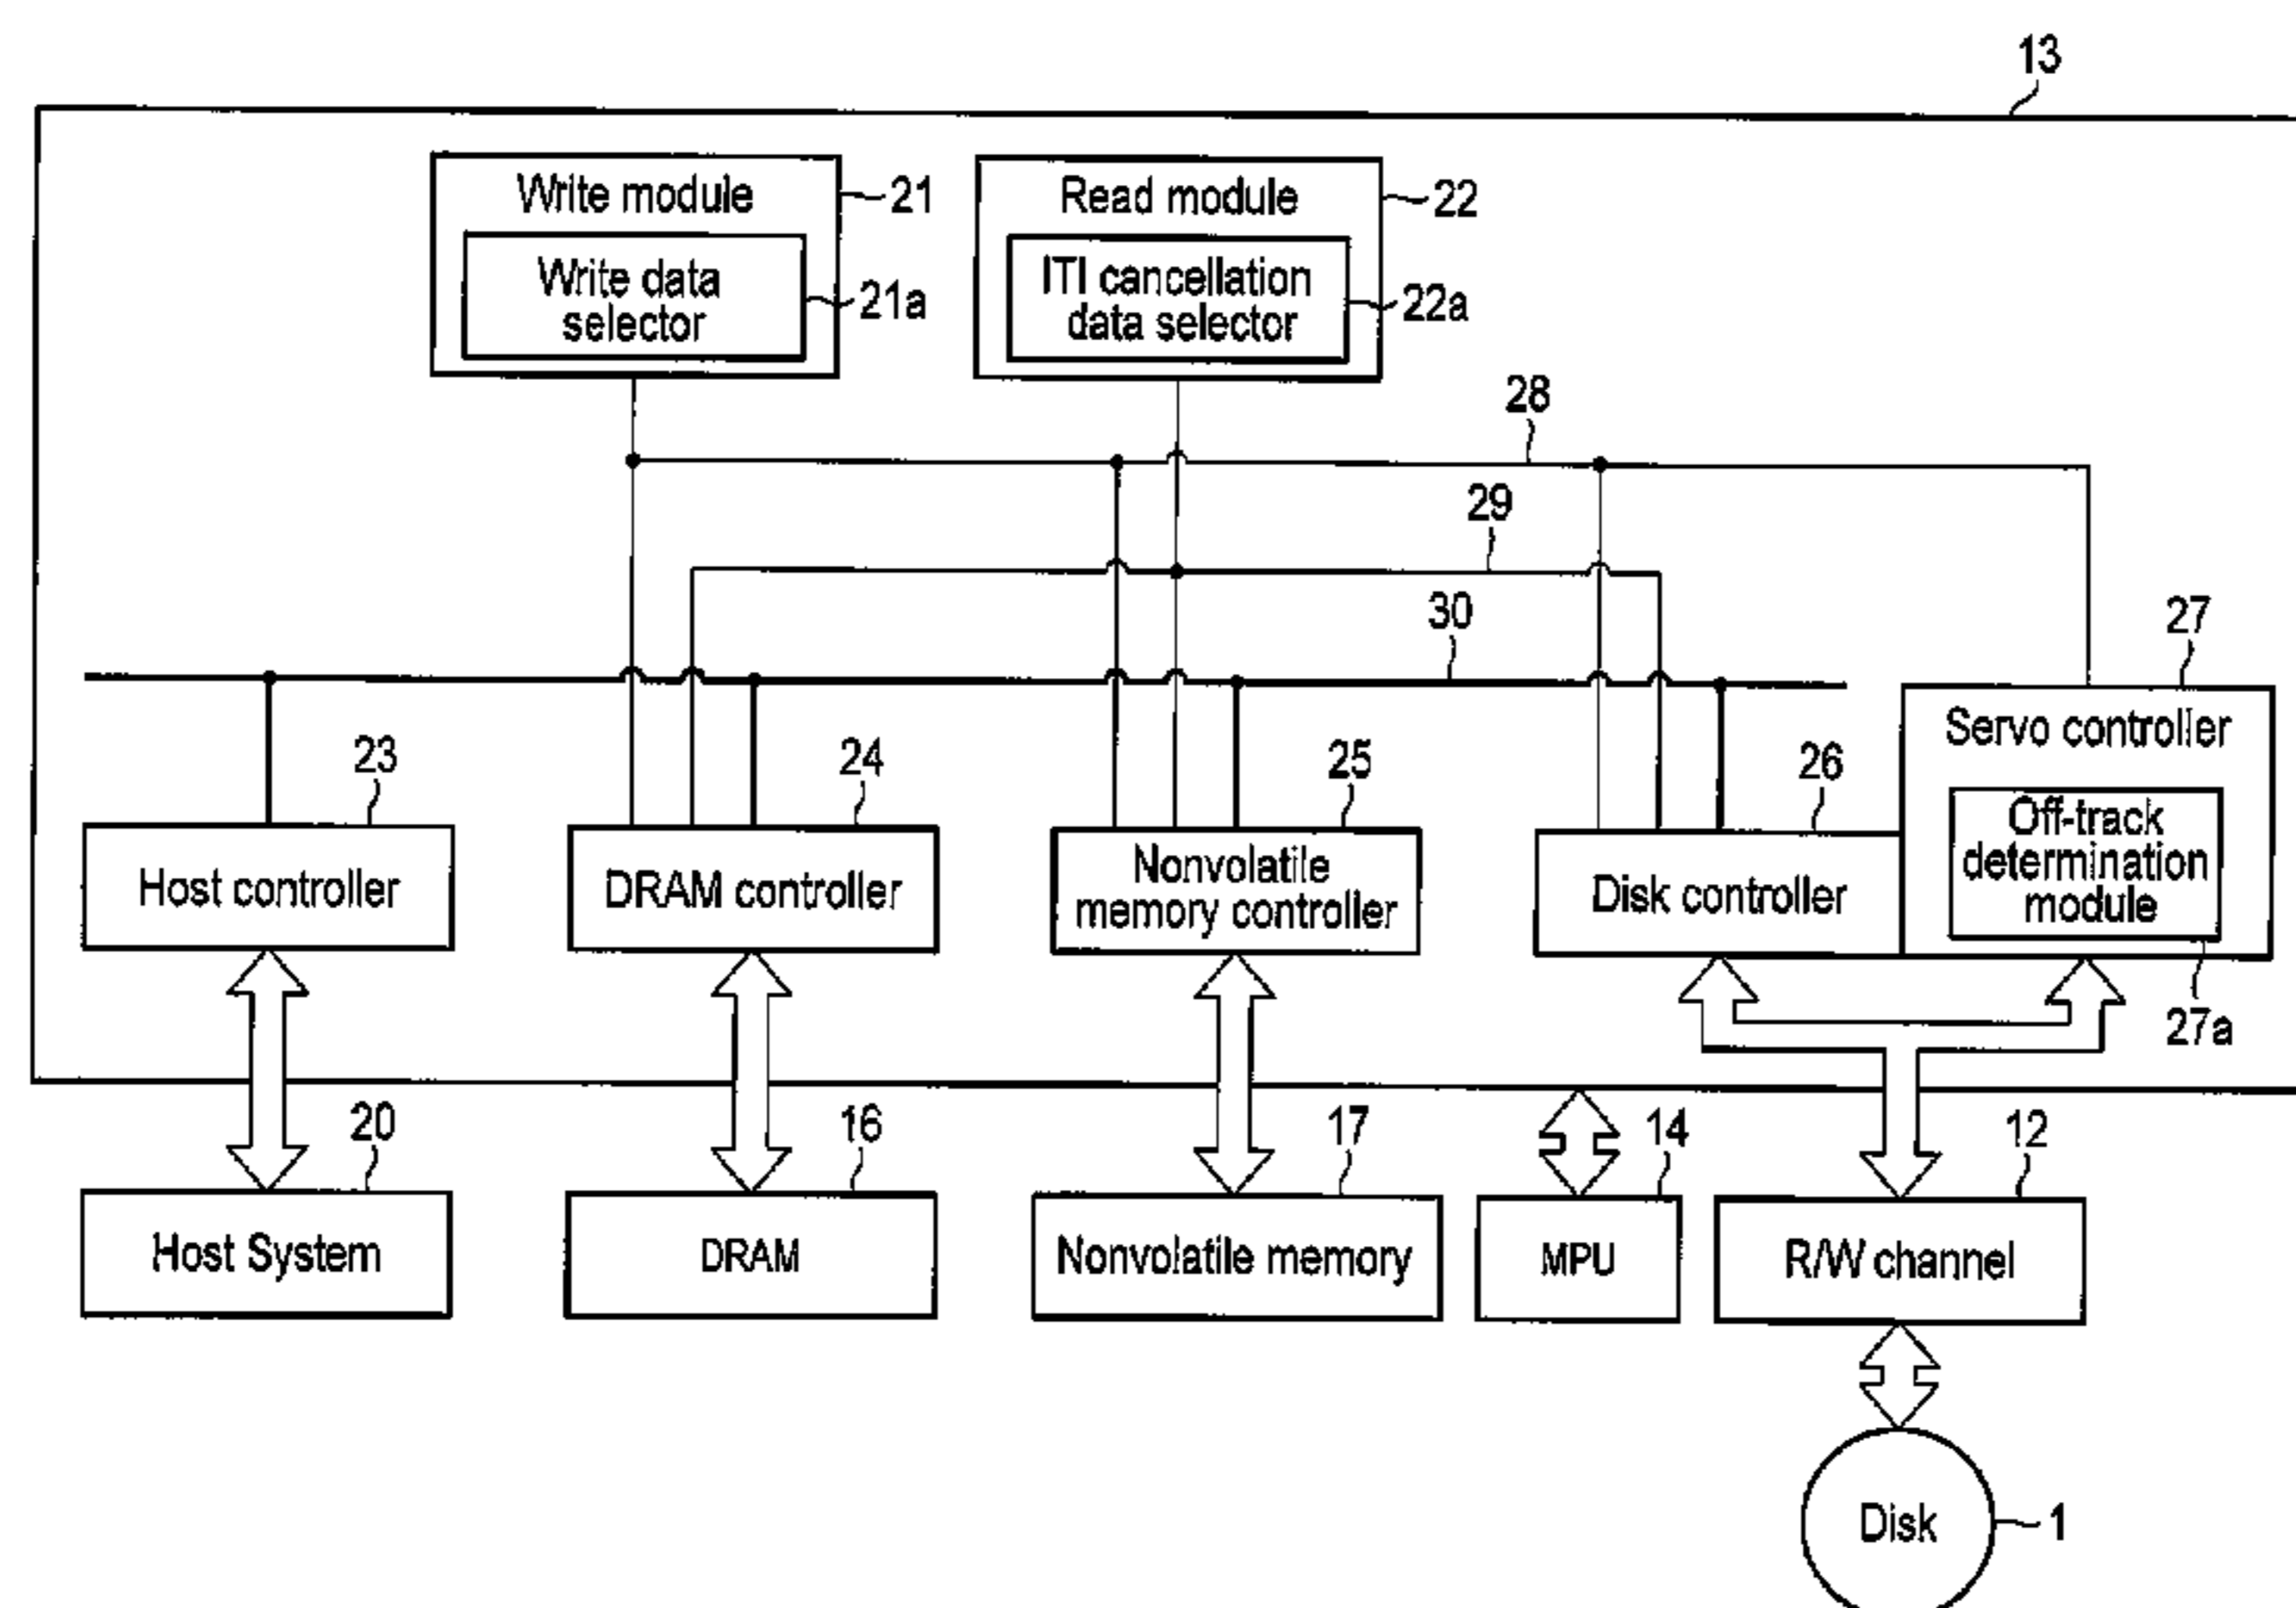 13
Write module
21
Write data
selector
21a
Read module
22
ITI cancellation
data selector
22a
28
29
30
27
Servo controller
Off-track
determination
module
27a
23
Host controller
24
DRAM controller
25
Nonvolatile
memory controller
26
Disk controller
20
Host System
16
DRAM
17
Nonvolatile memory
14
MPU
12
R/W channel
Disk
1